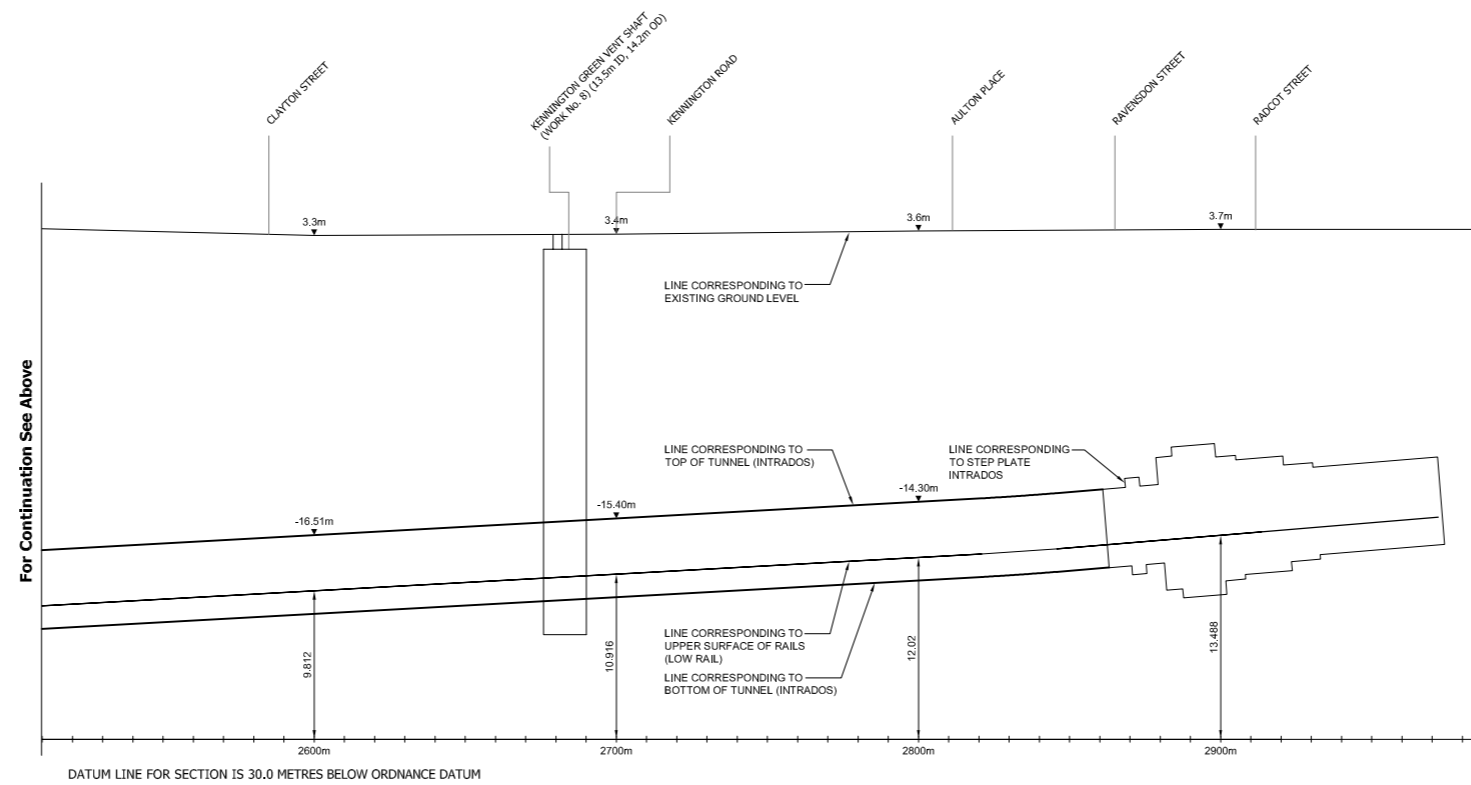 CLAYTON STREET
KENNINGTON GREEN VENT SHAFT
(WORK No. 8) (13.5m ID, 14.2m OD)
KENNINGTON ROAD
AULTON PLACE
RAVENSDON STREET
RADCOT STREET
3.3m
3.4m
3.6m
3.7m
LINE CORRESPONDING TO
EXISTING GROUND LEVEL
For Continuation See Above
LINE CORRESPONDING TO
TOP OF TUNNEL (INTRADOS)
LINE CORRESPONDING
TO STEP PLATE
INTRADOS
-16.51m
-15.40m
-14.30m
LINE CORRESPONDING TO
UPPER SURFACE OF RAILS
(LOW RAIL)
LINE CORRESPONDING TO
BOTTOM OF TUNNEL (INTRADOS)
9.812
10.916
12.02
13.488
2600m
2700m
2800m
2900m
DATUM LINE FOR SECTION IS 30.0 METRES BELOW ORDNANCE DATUM